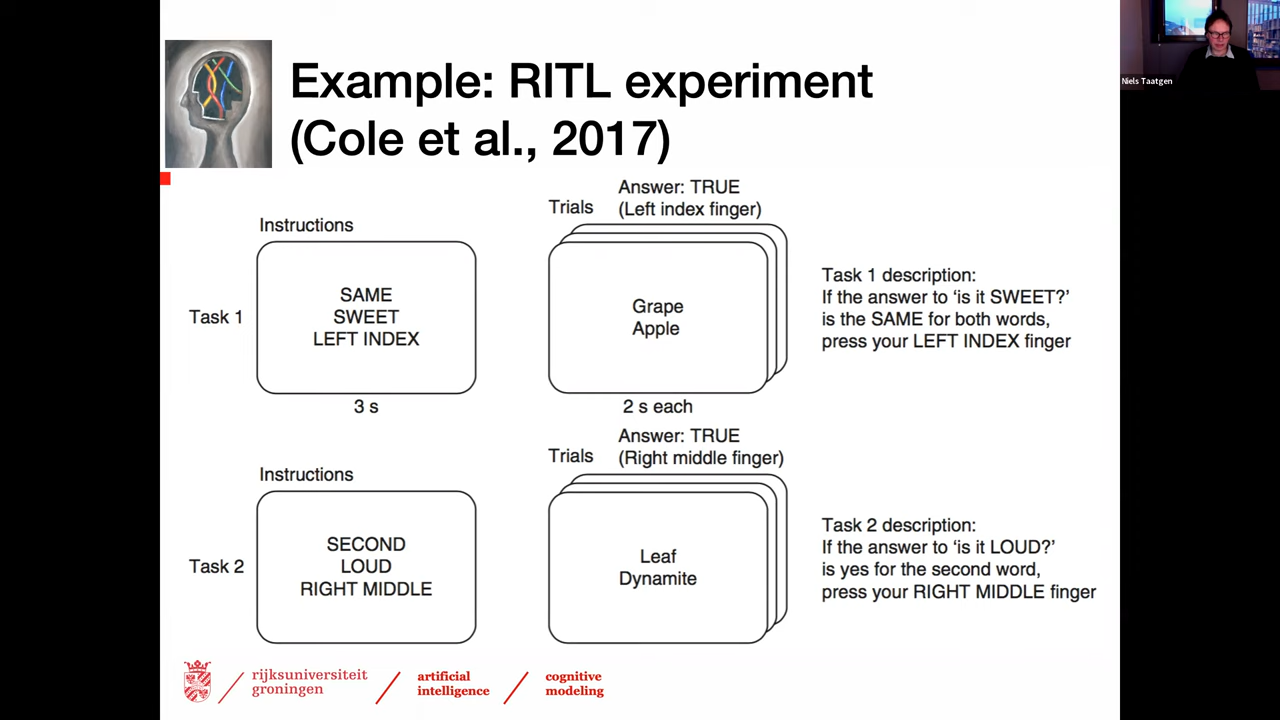 Example: RITL experiment
(Cole et al., 2017)
Niels Taatgen
Instructions
Trials
Answer: TRUE
(Left index finger)
Task 1
SAME
SWEET
LEFT INDEX
Grape
Apple
Task 1 description:
If the answer to ‘is it SWEET?’
is the SAME for both words,
press your LEFT INDEX finger
3 s
2 s each
Instructions
Trials
Answer: TRUE
(Right middle finger)
Task 2
SECOND
LOUD
RIGHT MIDDLE
Leaf
Dynamite
Task 2 description:
If the answer to ‘is it LOUD?’
is yes for the second word,
press your RIGHT MIDDLE finger
rijksuniversiteit
groningen
artificial
intelligence
cognitive
modeling